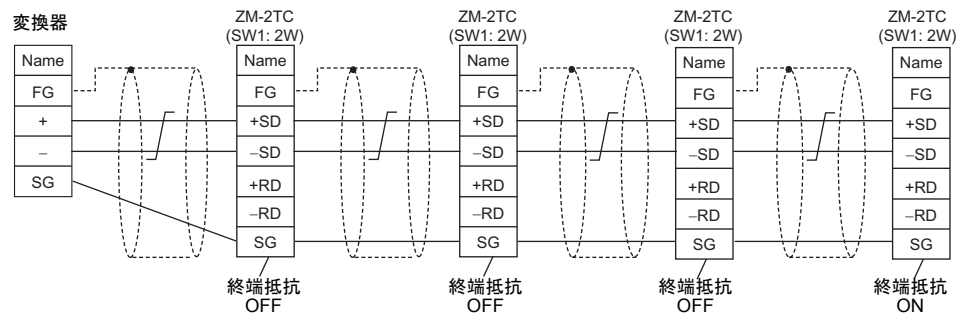 変換器
Name
FG
+
−
SG
ZM-2TC
(SW1: 2W)
Name
FG
+SD
−SD
+RD
−RD
SG
終端抵抗
OFF
ZM-2TC
(SW1: 2W)
Name
FG
+SD
−SD
+RD
−RD
SG
終端抵抗
OFF
ZM-2TC
(SW1: 2W)
Name
FG
+SD
−SD
+RD
−RD
SG
終端抵抗
OFF
ZM-2TC
(SW1: 2W)
Name
FG
+SD
−SD
+RD
−RD
SG
終端抵抗
ON